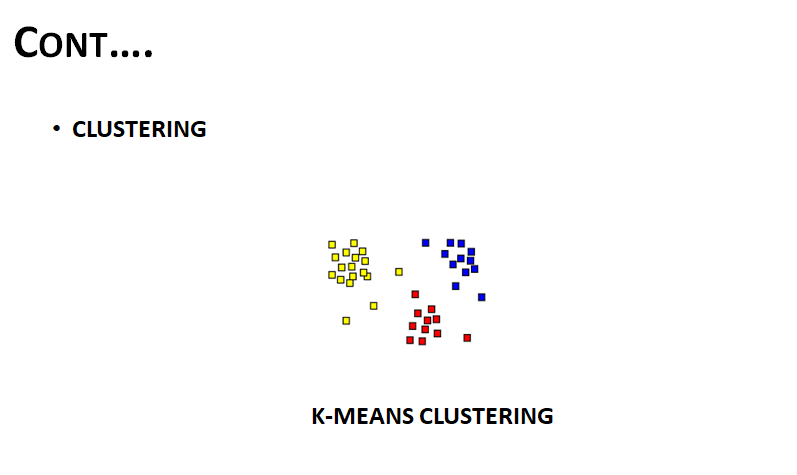 CONT….
• CLUSTERING
K-MEANS CLUSTERING